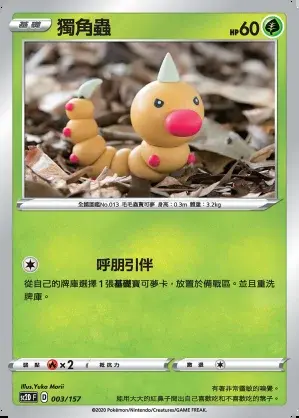 基礎 獨角蟲 HP60
全國圖鑑No.013 毛毛蟲寶可夢 身高：0.3m 體重：3.2kg
呼朋引伴
從自己的牌庫選擇1張基礎寶可夢卡，放置於備戰區。並且重洗
牌庫。
弱點 ×2 抵抗力 撤退
Illus.Yuka Morii
SC2D F D 003/157
有著非常靈敏的嗅覺。
能用大大的紅鼻子聞出自己喜歡和不喜歡的葉子。
©2020 Pokémon/Nintendo/Creatures/GAME FREAK.